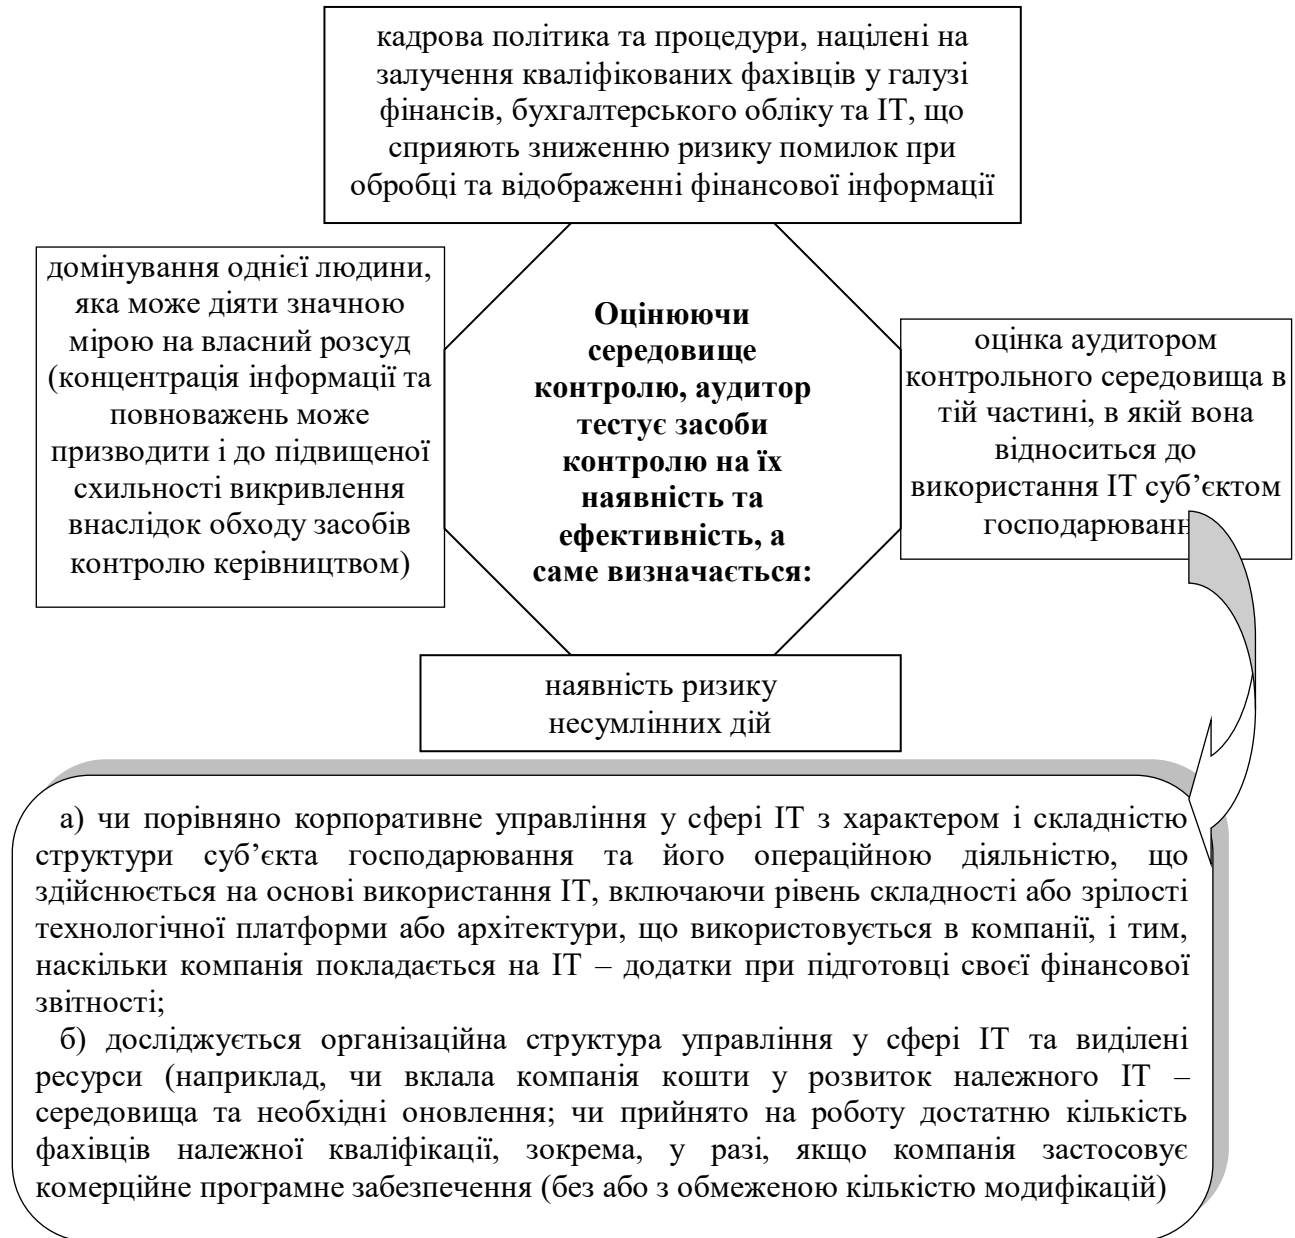 кадрова політика та процедури, націлені на
залучення кваліфікованих фахівців у галузі
фінансів, бухгалтерського обліку та ІТ, що
сприяють зниженню ризику помилок при
обробці та відображенні фінансової інформації
домінування однієї людини,
яка може діяти значною
мірою на власний розсуд
(концентрація інформації та
повноважень може
призводити і до підвищеної
схильності викривлення
внаслідок обходу засобів
контролю керівництвом)
Оцінюючи
середовище
контролю, аудитор
тестує засоби
контролю на їх
наявність та
ефективність, а
саме визначається:
оцінка аудитором
контрольного середовища в
тій частині, в якій вона
відноситься до
використання ІТ суб’єктом
господарюванн
наявність ризику
несумлінних дій
а) чи порівняно корпоративне управління у сфері ІТ з характером і складністю
структури суб’єкта господарювання та його операційною діяльністю, що
здійснюється на основі використання ІТ, включаючи рівень складності або зрілості
технологічної платформи або архітектури, що використовується в компанії, і тим,
наскільки компанія покладається на ІТ – додатки при підготовці своєї фінансової
звітності;
б) досліджується організаційна структура управління у сфері ІТ та виділені
ресурси (наприклад, чи вклала компанія кошти у розвиток належного ІТ –
середовища та необхідні оновлення; чи прийнято на роботу достатню кількість
фахівців належної кваліфікації, зокрема, у разі, якщо компанія застосовує
комерційне програмне забезпечення (без або з обмеженою кількістю модифікацій)